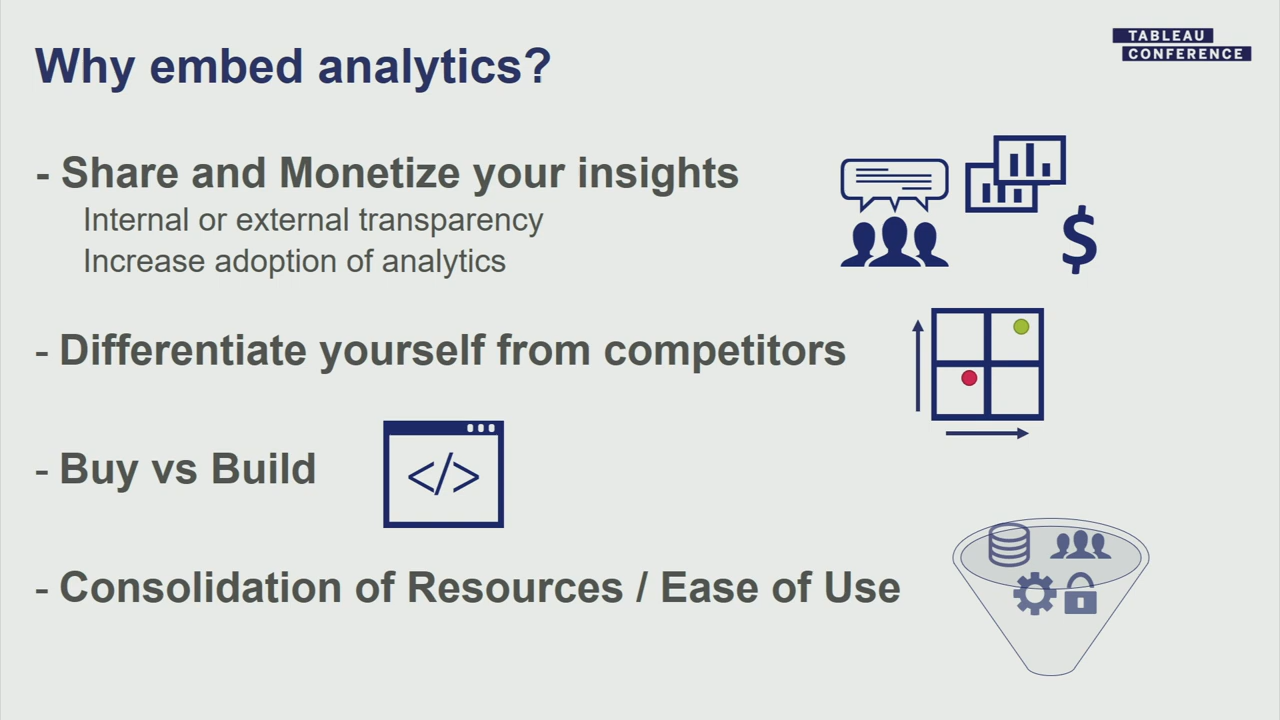 Why embed analytics?
TABLEAU
CONFERENCE
- Share and Monetize your insights
Internal or external transparency
Increase adoption of analytics
$
- Differentiate yourself from competitors
- Buy vs Build
</>
- Consolidation of Resources / Ease of Use